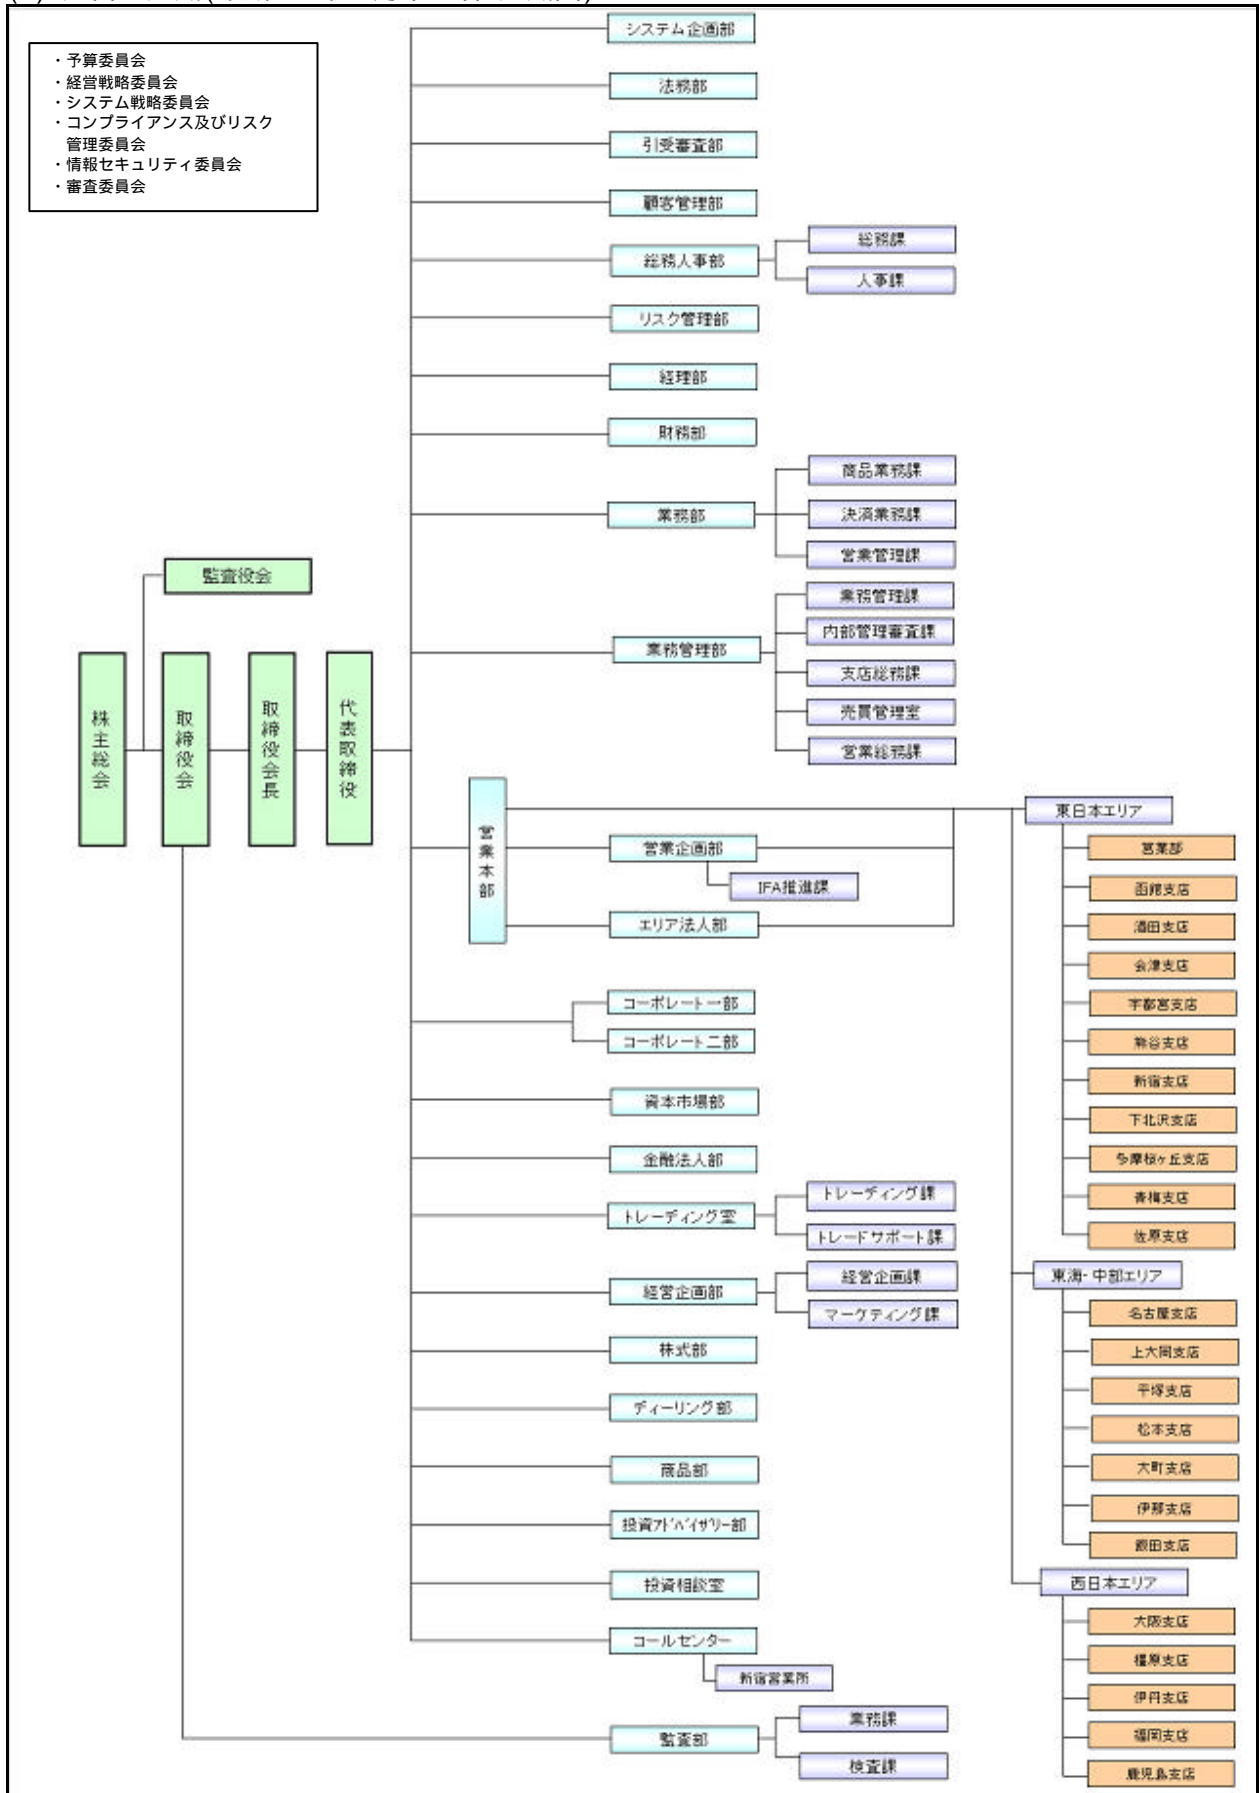 ・予算委員会
・経営戦略委員会
・システム戦略委員会
・コンプライアンス及びリスク
管理委員会
・情報セキュリティ委員会
・審査委員会
株主総会
監査役会
取締役会
取締役会長
代表取締役
システム企画部
法務部
引受審査部
顧客管理部
総務人事部
総務課
人事課
リスク管理部
経理部
財務部
業務部
商品業務課
決済業務課
営業管理課
業務管理部
業務管理課
内部管理審査課
支店総務課
売買管理室
営業総務課
営業本部
営業企画部
IFA推進課
エリア法人部
コーポレート一部
コーポレート二部
資本市場部
金融法人部
トレーディング室
トレーディング課
トレードサポート課
経営企画部
経営企画課
マーケティング課
株式部
ディーリング部
商品部
投資ｱﾄﾞﾊﾞｲｻﾞﾘｰ部
投資相談室
コールセンター
新宿営業所
監査部
業務課
検査課
東日本エリア
営業部
函館支店
酒田支店
会津支店
宇都宮支店
熊谷支店
新宿支店
下北沢支店
多摩桜ヶ丘支店
青梅支店
佐原支店
東海・中部エリア
名古屋支店
上大岡支店
平塚支店
松本支店
大町支店
伊那支店
飯田支店
西日本エリア
大阪支店
橿原支店
伊丹支店
福岡支店
鹿児島支店